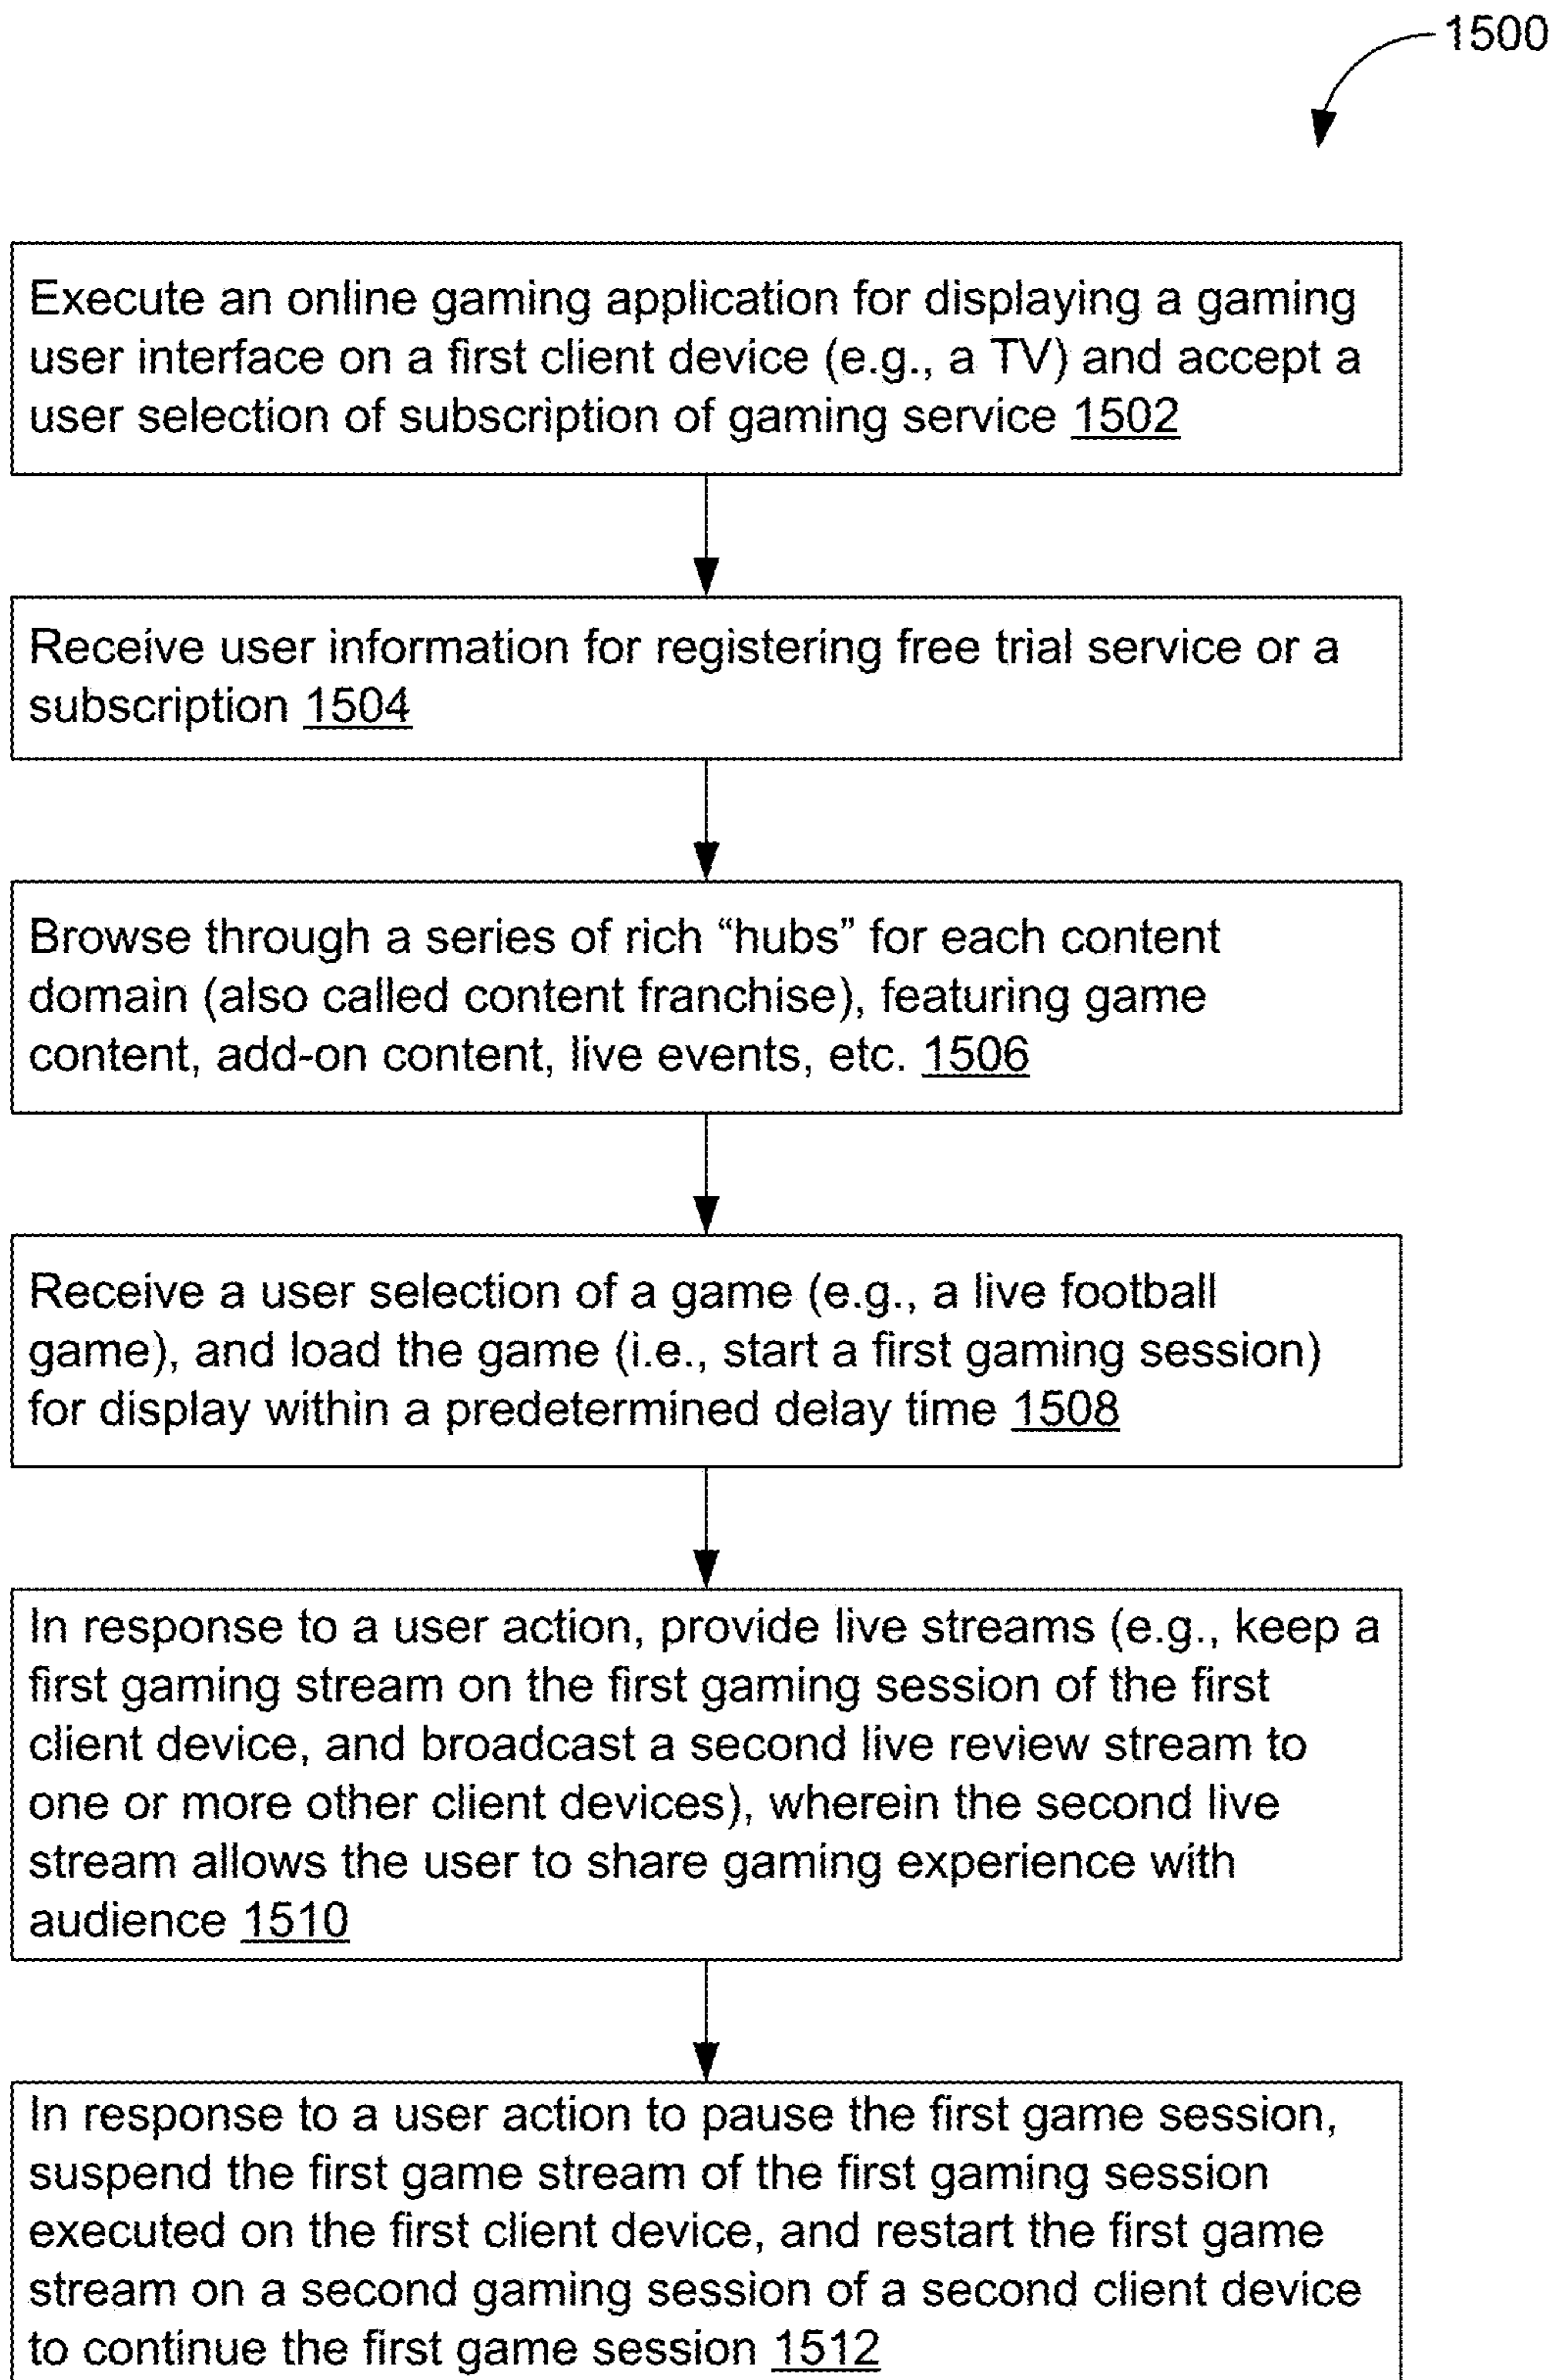 1500
Execute an online gaming application for displaying a gaming
user interface on a first client device (e.g., a TV) and accept a
user selection of subscription of gaming service 1502
Receive user information for registering free trial service or a
subscription 1504
Browse through a series of rich “hubs” for each content
domain (also called content franchise), featuring game
content, add-on content, live events, etc. 1506
Receive a user selection of a game (e.g., a live football
game), and load the game (i.e., start a first gaming session)
for display within a predetermined delay time 1508
In response to a user action, provide live streams (e.g., keep a
first gaming stream on the first gaming session of the first
client device, and broadcast a second live review stream to
one or more other client devices), wherein the second live
stream allows the user to share gaming experience with
audience 1510
In response to a user action to pause the first game session,
suspend the first game stream of the first gaming session
executed on the first client device, and restart the first game
stream on a second gaming session of a second client device
to continue the first game session 1512